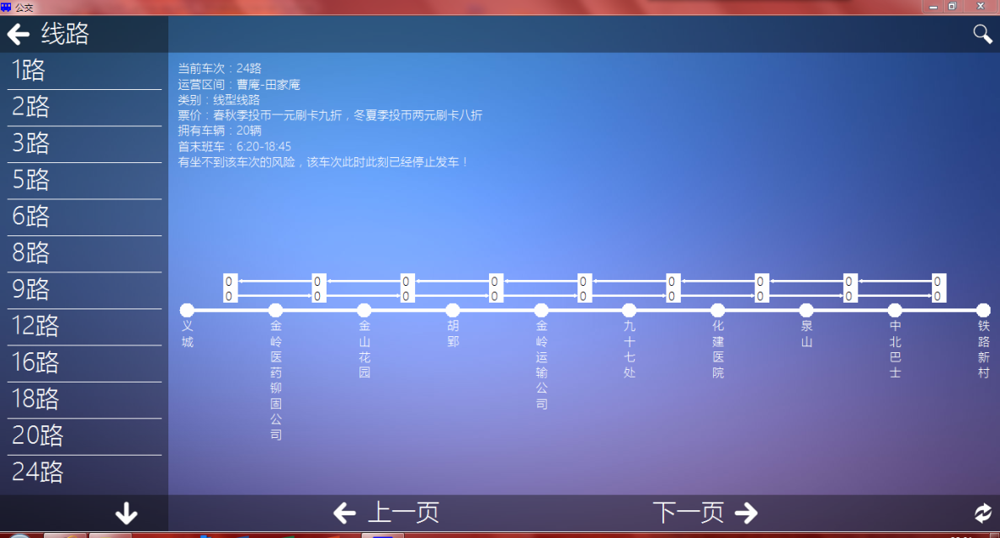 公交
线路
1路
2路
3路
5路
6路
8路
9路
12路
16路
18路
20路
24路
当前车次：24路
运营区间：曹庵-田家庵
类别：线型线路
票价：春秋季投币一元刷卡九折，冬夏季投币两元刷卡八折
拥有车辆：20辆
首末班车：6:20-18:45
有坐不到该车次的风险，该车次此时此刻已经停止发车！
0 0 0 0 0 0 0 0 0
0 0 0 0 0 0 0 0 0
义城
金岭医药铆固公司
金山花园
胡郢
金岭运输公司
九十七处
化建医院
泉山
中北巴士
铁路新村
上一页
下一页